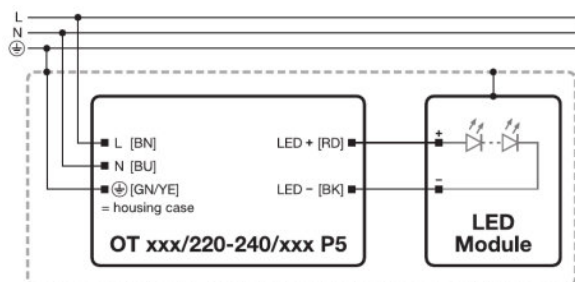 L
N
⏚
L [BN]
LED + [RD]
N [BU]
⏚ [GN/YE]
LED − [BK]
= housing case
OT xxx/220-240/xxx P5
+
−
LED
Module